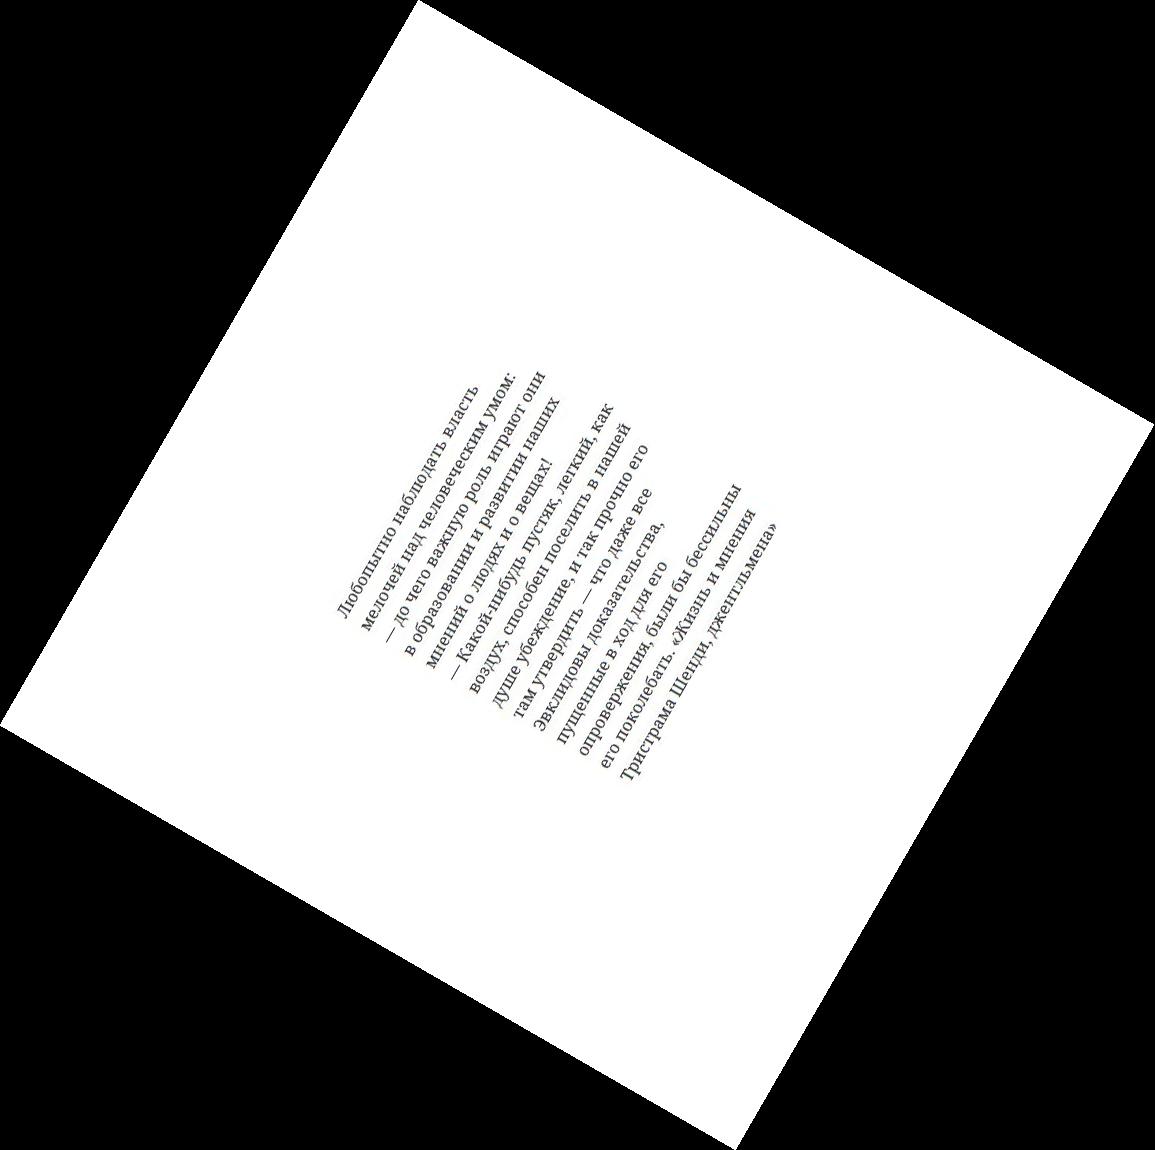 Любопытно наблюдать власть
мелочей над человеческим умом:
— до чего важную роль играют они
в образовании и развитии наших
мнений о людях и о вещах!
— Какой-нибудь пустяк, легкий, как
воздух, способен поселить в нашей
душе убеждение, и так прочно его
там утвердить — что даже все
Эвклидовы доказательства,
пущенные в ход для его
опровержения, были бы бессильны
его поколебать. «Жизнь и мнения
Тристрама Шенди, джентльмена»